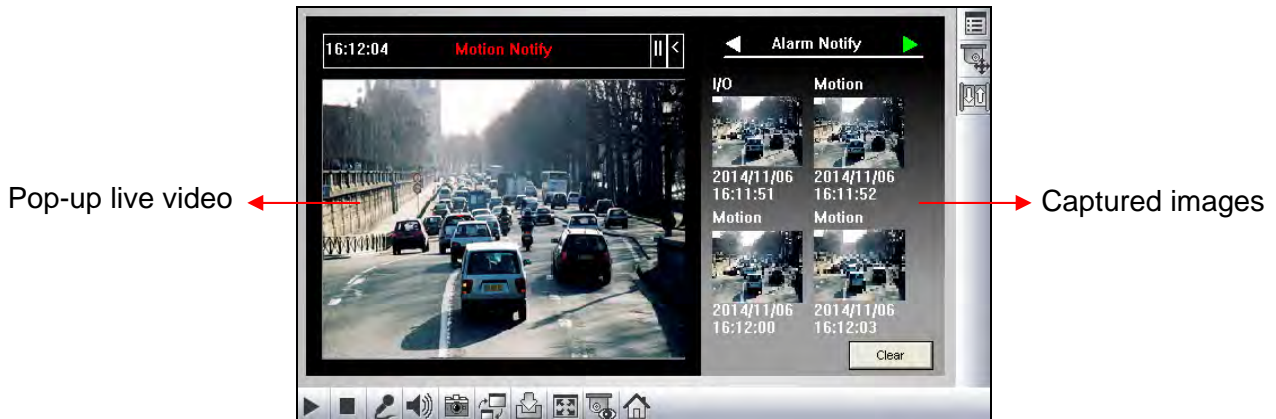 16:12:04 Motion Notify
Alarm Notify
I/O Motion
2014/11/06 2014/11/06
16:11:51 16:11:52
Motion Motion
2014/11/06 2014/11/06
16:12:00 16:12:03
Clear
Pop-up live video
Captured images